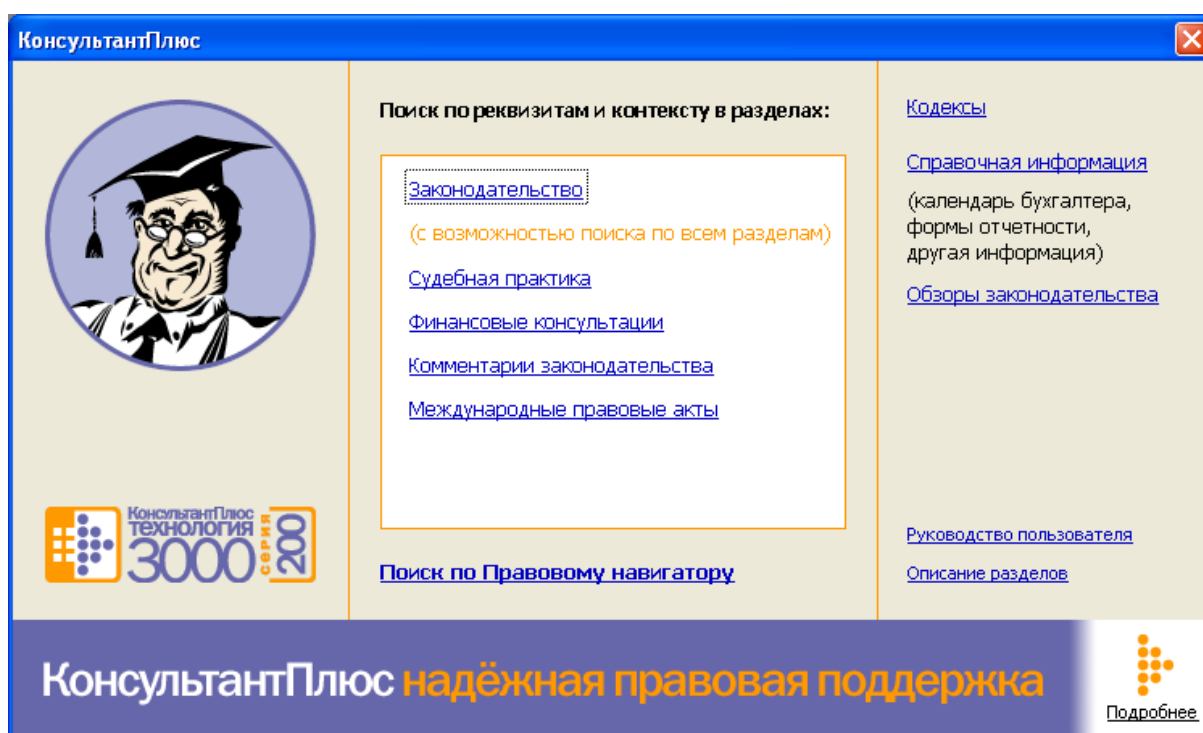 КонсультантПлюс
Поиск по реквизитам и контексту в разделах:
Законодательство
(с возможностью поиска по всем разделам)
Судебная практика
Финансовые консультации
Комментарии законодательства
Международные правовые акты
Поиск по Правовому навигатору
Кодексы
Справочная информация
(календарь бухгалтера,
формы отчетности,
другая информация)
Обзоры законодательства
Руководство пользователя
Описание разделов
КонсультантПлюс
ТЕХНОЛОГИЯ
3000
серия
200
КонсультантПлюс надёжная правовая поддержка
Подробнее